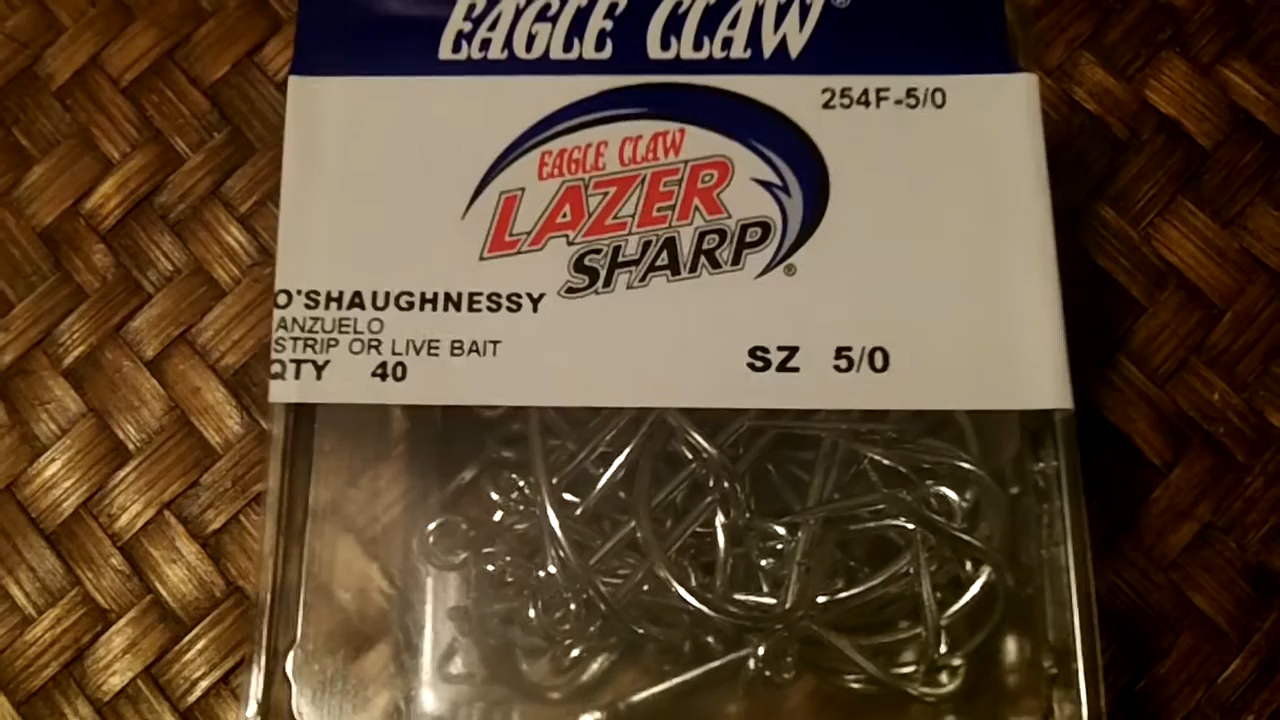 EAGLE CLAW®
254F-5/0
EAGLE CLAW
LAZER
SHARP®
O'SHAUGHNESSY
ANZUELO
STRIP OR LIVE BAIT
QTY 40
SZ 5/0